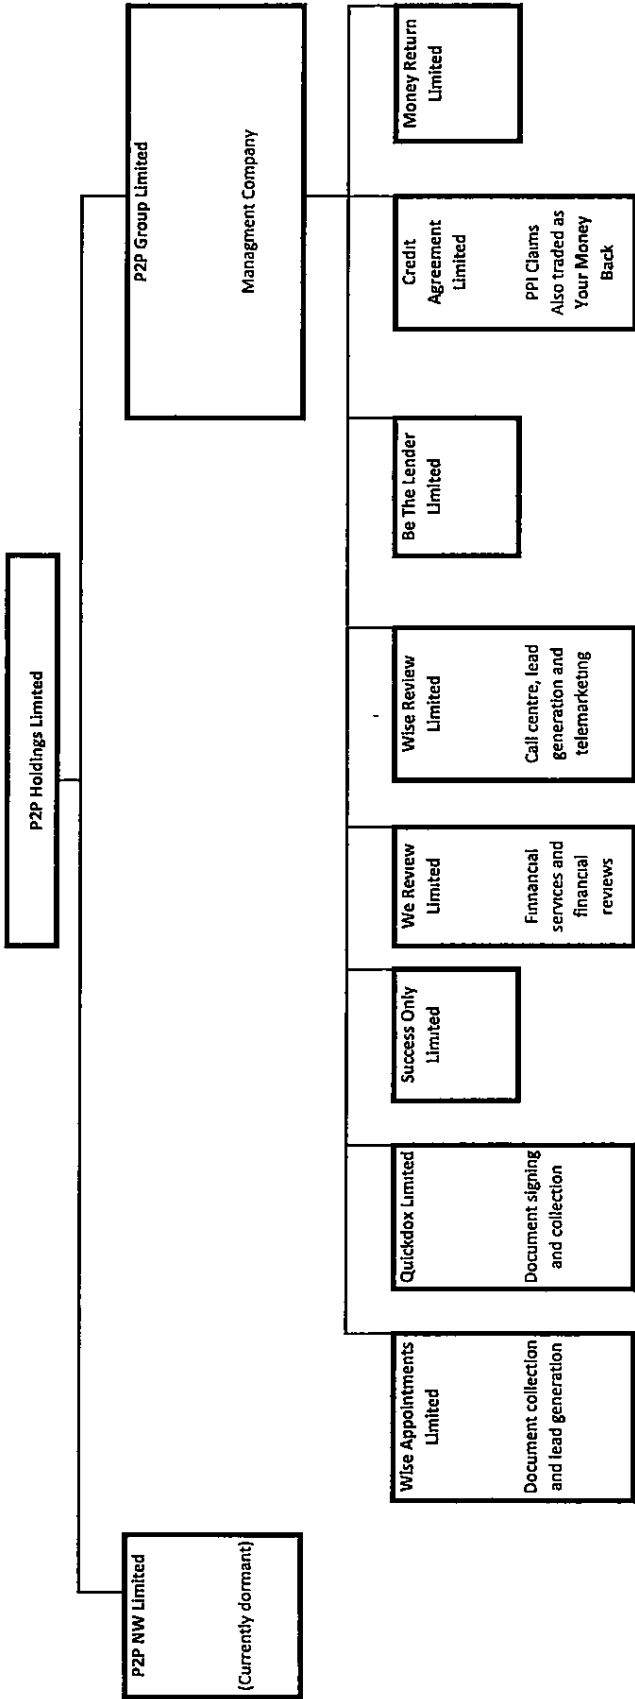 P2P Holdings Limited
P2P NW Limited
(Currently dormant)
P2P Group Limited
Managment Company
Wise Appointments
Limited
Document collection
and lead generation
Quickdox Limited
Document signing
and collection
Success Only
Limited
We Review
Limited
Finnancial
services and
financial
reviews
Wise Review
Limited
Call centre, lead
generation and
telemarketing
Be The Lender
Limited
Credit
Agreement
Limited
PPI Claims
Also traded as
Your Money
Back
Money Return
Limited